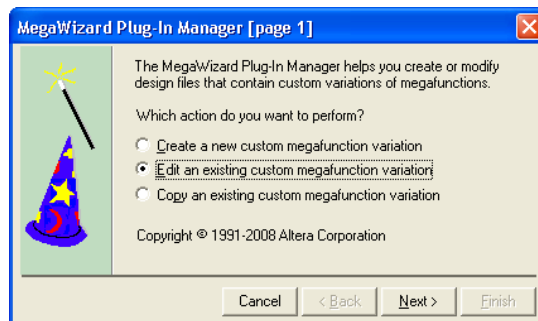 MegaWizard Plug-In Manager [page 1]
The MegaWizard Plug-In Manager helps you create or modify
design files that contain custom variations of megafunctions.
Which action do you want to perform?
Create a new custom megafunction variation
Edit an existing custom megafunction variation
Copy an existing custom megafunction variation
Copyright © 1991-2008 Altera Corporation
Cancel < Back Next > Finish